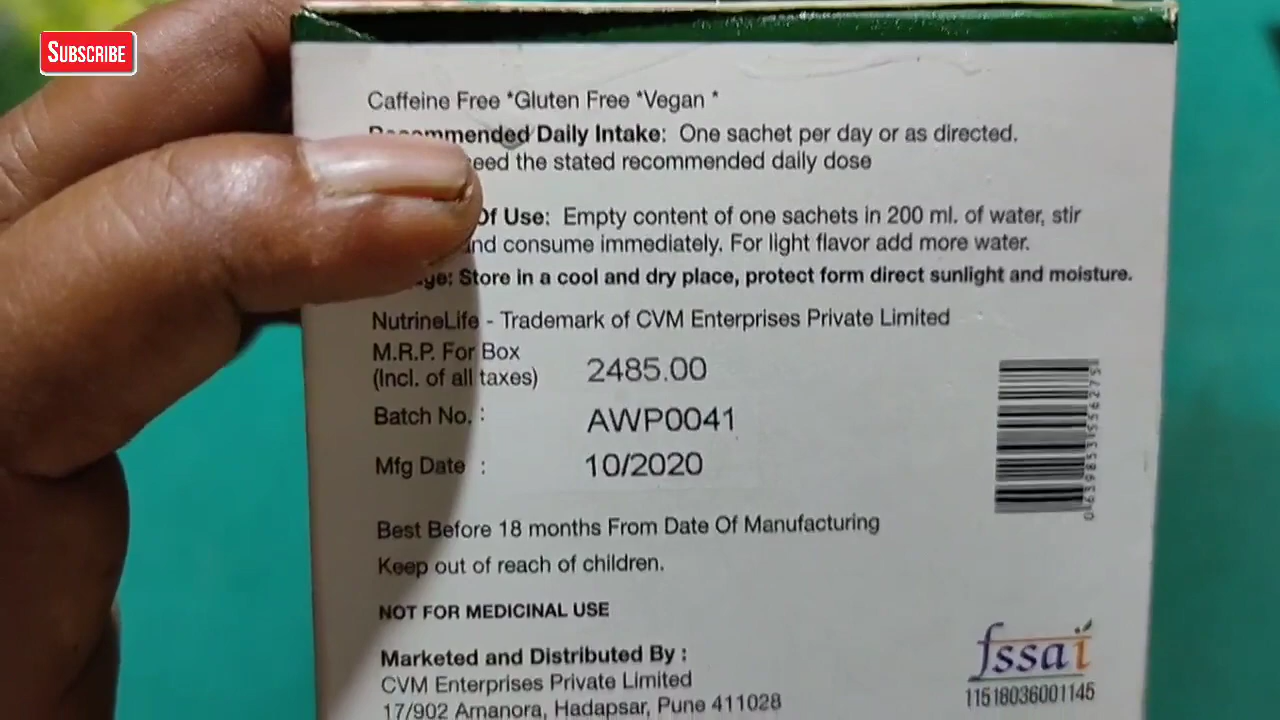 SUBSCRIBE
Caffeine Free *Gluten Free *Vegan *
Recommended Daily Intake: One sachet per day or as directed.
the stated recommended daily dose
Of Use: Empty content of one sachets in 200 ml. of water, stir
and consume immediately. For light flavor add more water.
Store in a cool and dry place, protect form direct sunlight and moisture.
NutrineLife - Trademark of CVM Enterprises Private Limited
M.R.P. For Box
(Incl. of all taxes) 2485.00
Batch No. : AWP0041
Mfg Date : 10/2020
0639853556275
Best Before 18 months From Date Of Manufacturing
Keep out of reach of children.
NOT FOR MEDICINAL USE
Marketed and Distributed By :
CVM Enterprises Private Limited
17/902 Amanora, Hadapsar, Pune 411028
fssai
11518036001145